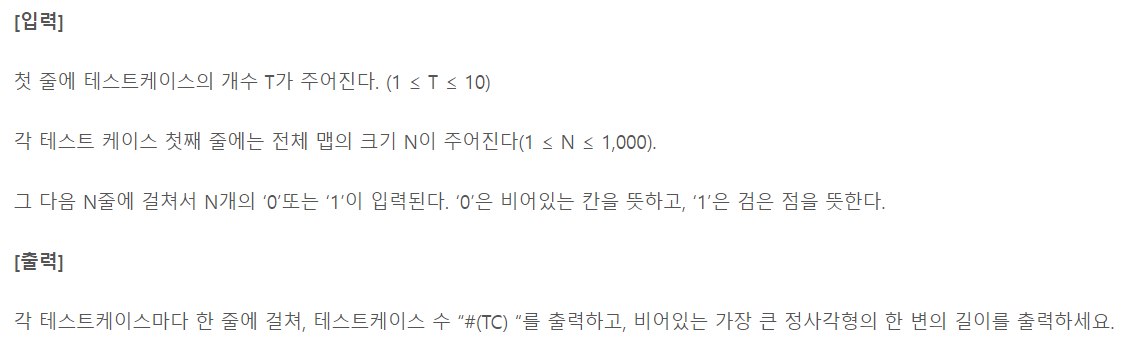 [입력]
첫 줄에 테스트케이스의 개수 T가 주어진다. (1 ≤ T ≤ 10)
각 테스트 케이스 첫째 줄에는 전체 맵의 크기 N이 주어진다(1 ≤ N ≤ 1,000).
그 다음 N줄에 걸쳐서 N개의 ‘0’또는 ‘1’이 입력된다. ‘0’은 비어있는 칸을 뜻하고, ‘1’은 검은 점을 뜻한다.
[출력]
각 테스트케이스마다 한 줄에 걸쳐, 테스트케이스 수 “#(TC) “를 출력하고, 비어있는 가장 큰 정사각형의 한 변의 길이를 출력하세요.